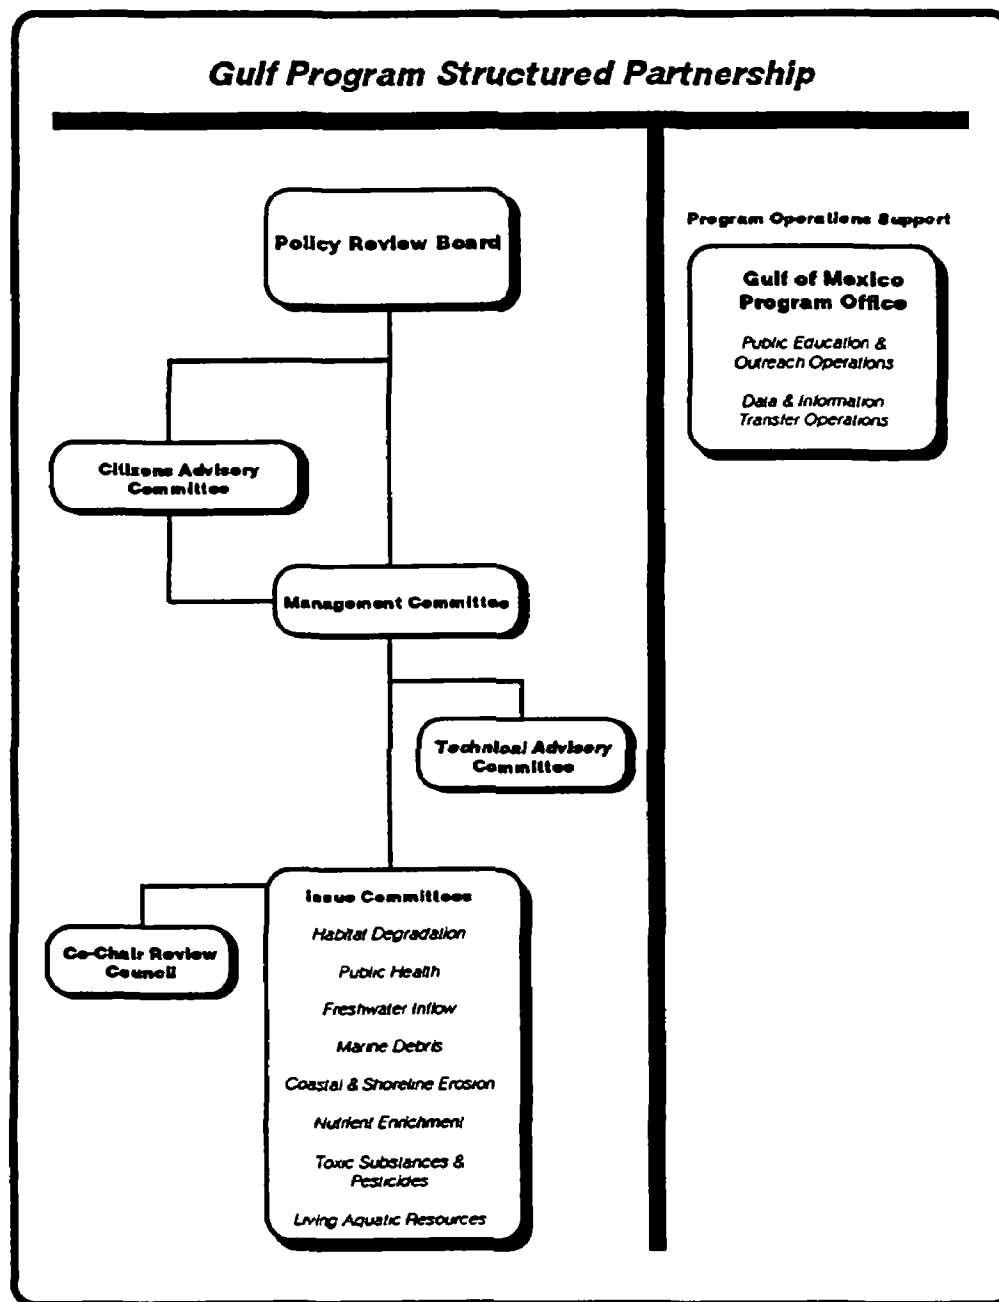 Gulf Program Structured Partnership
Policy Review Board
Citizens Advisory
Committee
Management Committee
Technical Advisory
Committee
Co-Chair Review
Council
Issue Committees
Habitat Degradation
Public Health
Freshwater Inflow
Marine Debris
Coastal & Shoreline Erosion
Nutrient Enrichment
Toxic Substances &
Pesticides
Living Aquatic Resources
Program Operations Support
Gulf of Mexico
Program Office
Public Education &
Outreach Operations
Data & Information
Transfer Operations